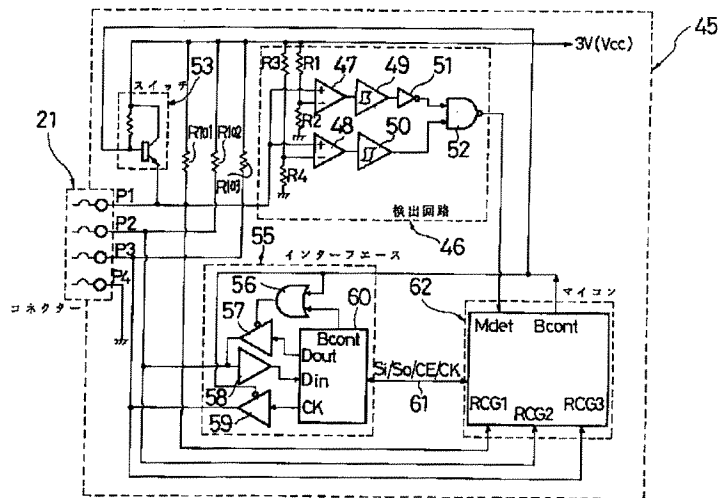 45
3V(Vcc)
スイッチ
53
R3
R1
47
49
51
R2
48
50
52
R4
R101
R102
R103
検出回路
46
21
P1
P2
P3
P4
コネクター
55
インターフエース
56
57
60
Bcont
Dout
58
Din
59
CK
Si/So/CE/CK
61
62
マイコン
Mdet
Bcont
RCG1
RCG2
RCG3